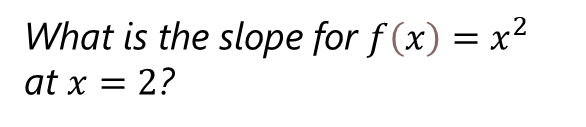 What is the slope for f(x) = x²
at x = 2?